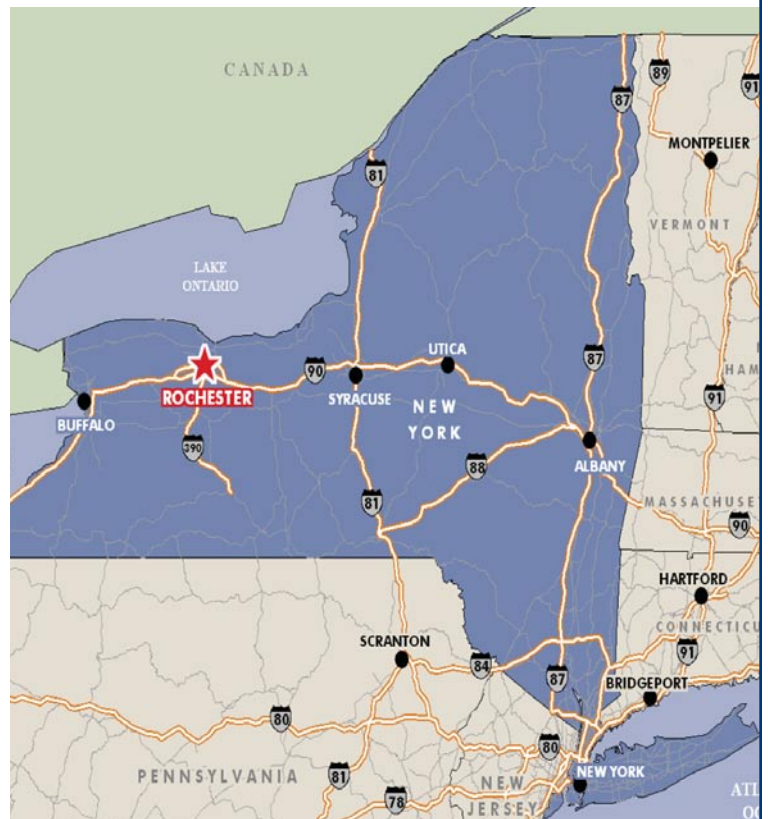 CANADA
87
89
91
MONTPELIER
81
VERMONT
LAKE
ONTARIO
HAM
UTICA
87
90
SYRACUSE
ROCHESTER
NEW
YORK
91
BUFFALO
390
88
ALBANY
81
MASSACHUSET
90
HARTFORD
CONNECTICU
SCRANTON
84
87
91
BRIDGEPORT
80
80
PENNSYLVANIA
81
NEW YORK
NEW
JERSEY
78
ATL
OC